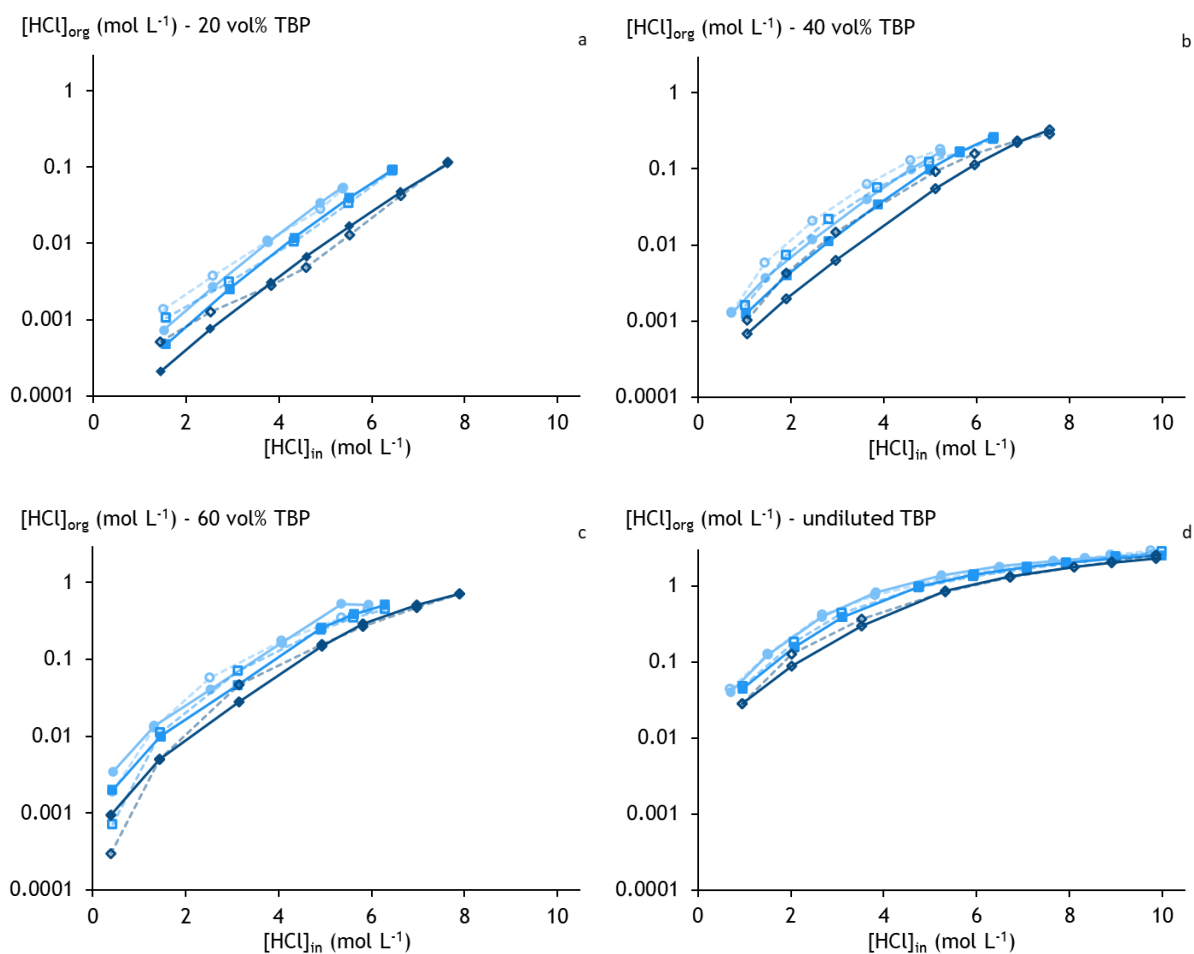 [HCl]org (mol L-1) - 20 vol% TBP
a
1
0.1
0.01
0.001
0.0001
0 2 4 6 8 10
[HCl]in (mol L-1)
[HCl]org (mol L-1) - 40 vol% TBP
b
1
0.1
0.01
0.001
0.0001
0 2 4 6 8 10
[HCl]in (mol L-1)
[HCl]org (mol L-1) - 60 vol% TBP
c
1
0.1
0.01
0.001
0.0001
0 2 4 6 8 10
[HCl]in (mol L-1)
[HCl]org (mol L-1) - undiluted TBP
d
1
0.1
0.01
0.001
0.0001
0 2 4 6 8 10
[HCl]in (mol L-1)